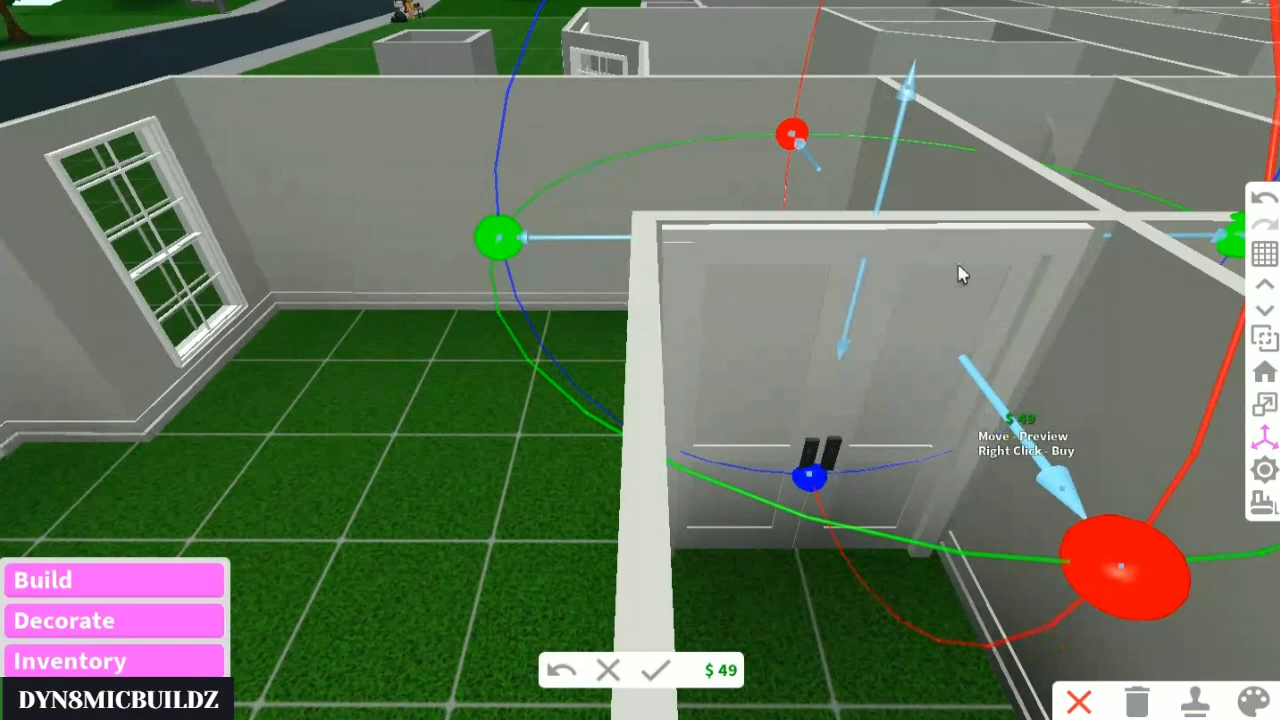 $ 49
Move - Preview
Right Click - Buy
Build
Decorate
Inventory
DYN8MICBUILDZ
$ 49